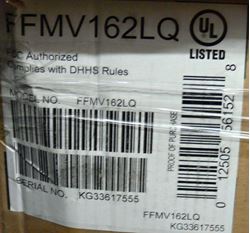 FFMV162LQ
UL
LISTED
FCC Authorized
Complies with DHHS Rules
MODEL NO. FFMV162LQ
PROOF OF PURCHASE
0 12505 56152 8
SERIAL NO. KG33617555
FFMV162LQ
KG33617555